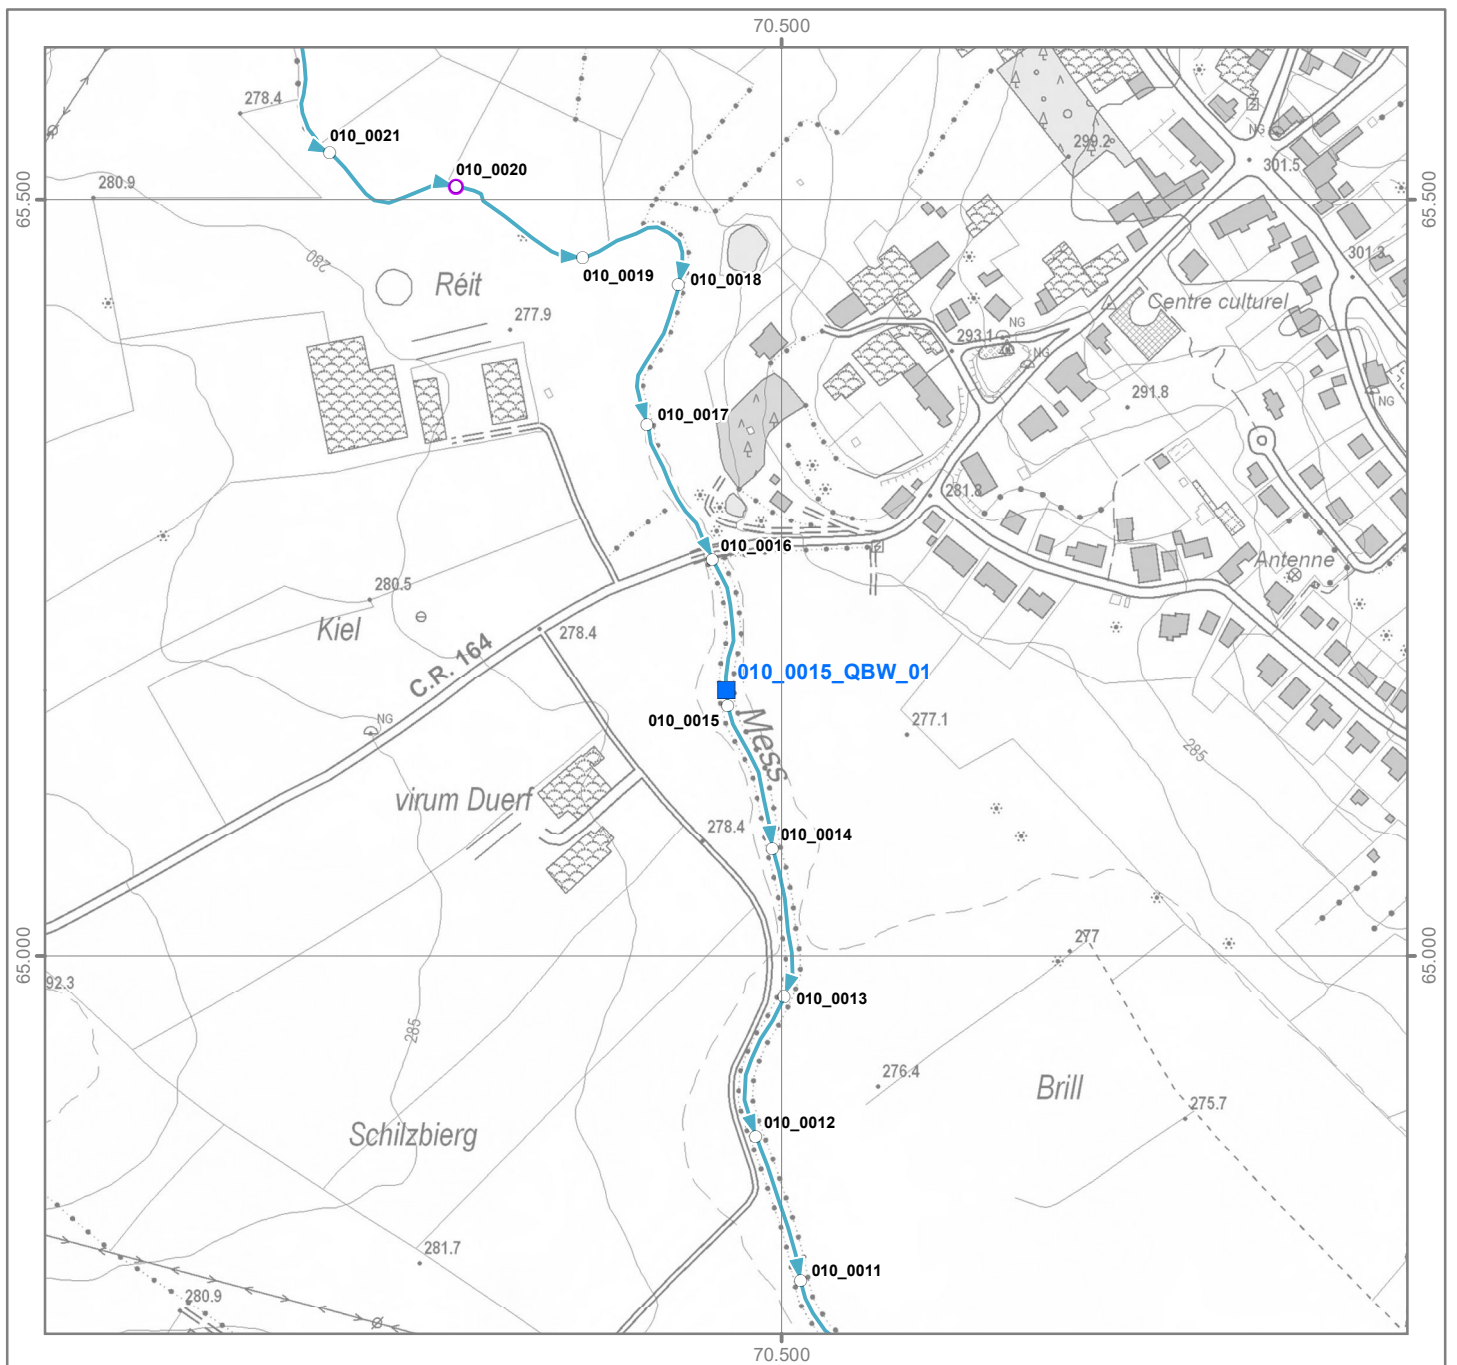 70.500
278.4
010_0021
NG
299.2
301.5
010_0020
280.9
65.500
65.500
280
010_0019
010_0018
301.3
Réit
Centre culturel
277.9
NG
293.1
NG
291.8
NG
010_0017
281.8
010_0016
Antenne
280.5
Kiel
278.4
C.R. 164
010_0015_QBW_01
NG
010_0015
Mess
277.1
285
virum Duerf
278.4
010_0014
277
65.000
65.000
92.3
010_0013
285
276.4
Brill
275.7
010_0012
Schilzbierg
281.7
010_0011
280.9
70.500